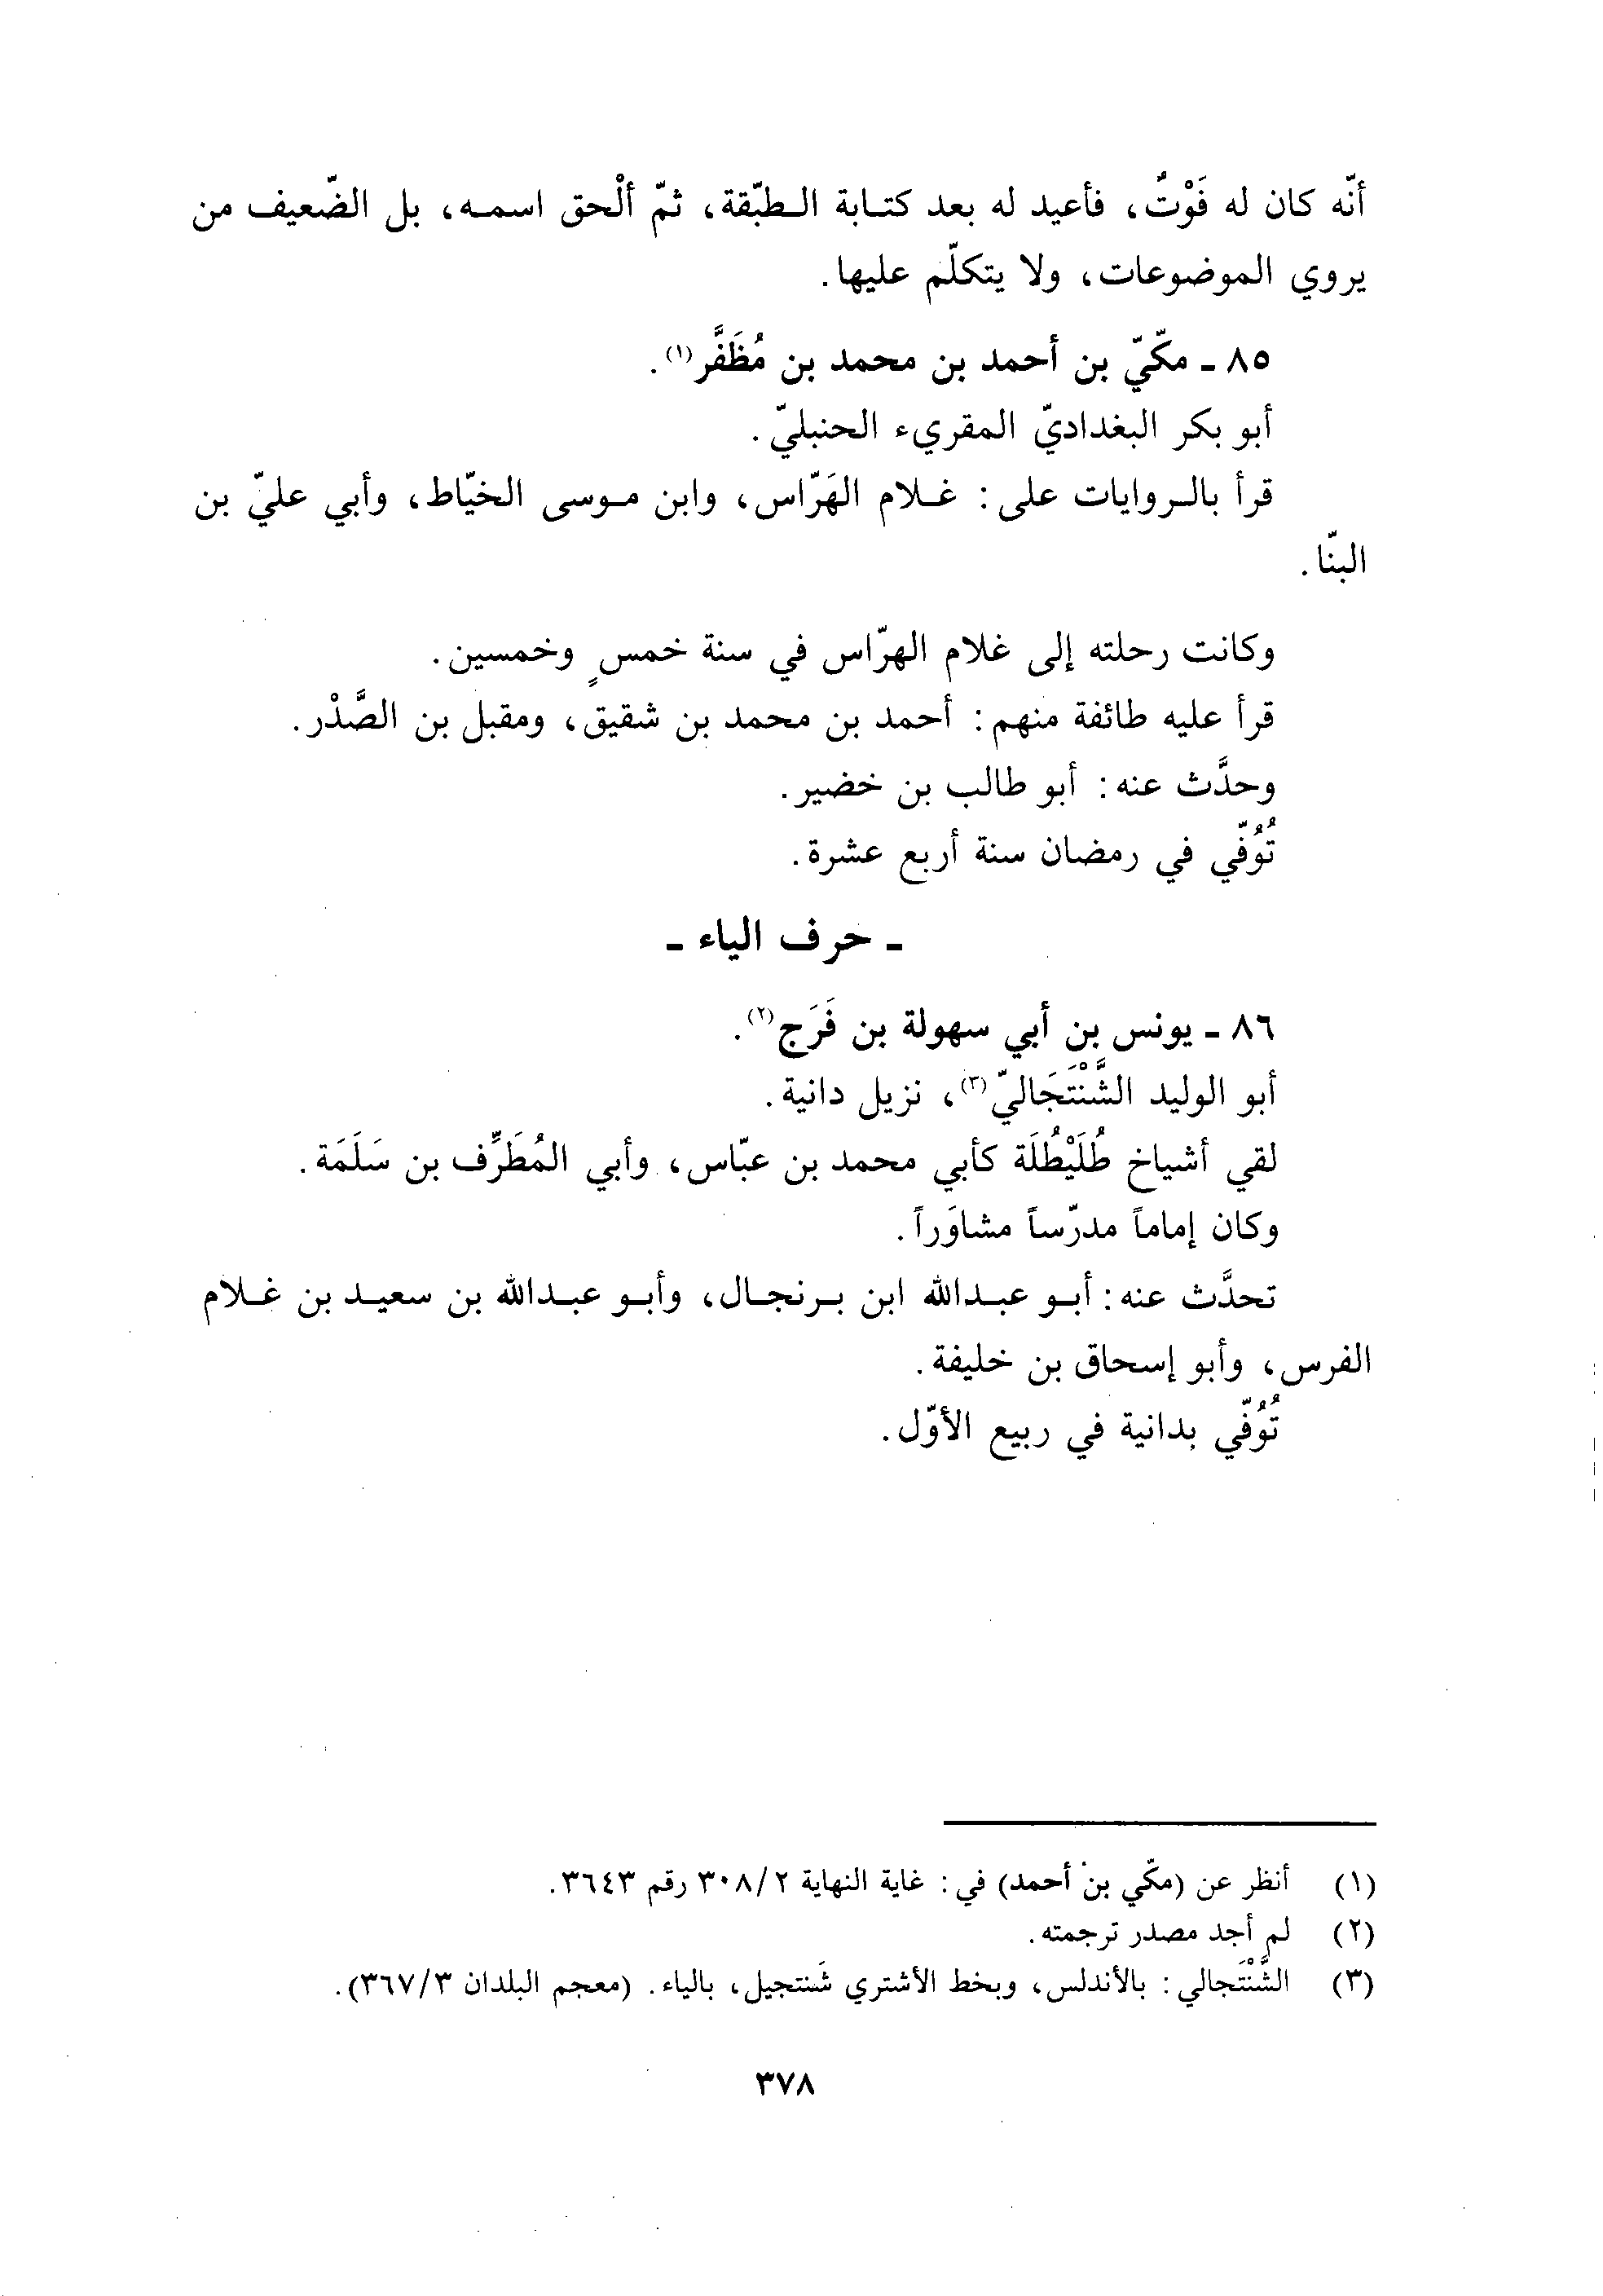 أنّه كان له فَوْتٌ، فأعيد له بعد كتابة الطبّقة، ثمّ ألْحق اسمه، بل الضّعيف من
يروي الموضوعات، ولا يتكلّم عليها.
٨٥ - مكّيّ بن أحمد بن محمد بن مُظَفَّر(١).
أبو بكر البغداديّ المقريء الحنبليّ.
قرأ بالروايات على: غلام الهَرّاس، وابن موسى الخيّاط، وأبي عليّ بن
البنّا.
وكانت رحلته إلى غلام الهرّاس في سنة خمسٍ وخمسين.
قرأ عليه طائفة منهم: أحمد بن محمد بن شقيق، ومقبل بن الصَّدْر.
وحدَّث عنه: أبو طالب بن خضير.
تُوُفّي في رمضان سنة أربع عشرة.
- حرف الياء -
٨٦ - يونس بن أبي سهولة بن فَرَج(٢).
أبو الوليد الشَّنْتَجَاليّ(٣)، نزيل دانية.
لقي أشياخ طُلَيْطُلَة كأبي محمد بن عبّاس، وأبي المُطَرِّف بن سَلَمَة.
وكان إماماً مدرّساً مشاوَراً.
تحدَّث عنه: أبو عبدالله ابن برنجال، وأبو عبدالله بن سعيد بن غلام
الفرس، وأبو إسحاق بن خليفة.
تُوُفّي بدانية في ربيع الأوّل.
(١) أنظر عن (مكّي بن أحمد) في: غاية النهاية ٣٠٨/٢ رقم ٣٦٤٣.
(٢) لم أجد مصدر ترجمته.
(٣) الشَّنْتَجالي: بالأندلس، وبخط الأشتري شَنتجيل، بالياء. (معجم البلدان ٣٦٧/٣).
٣٧٨